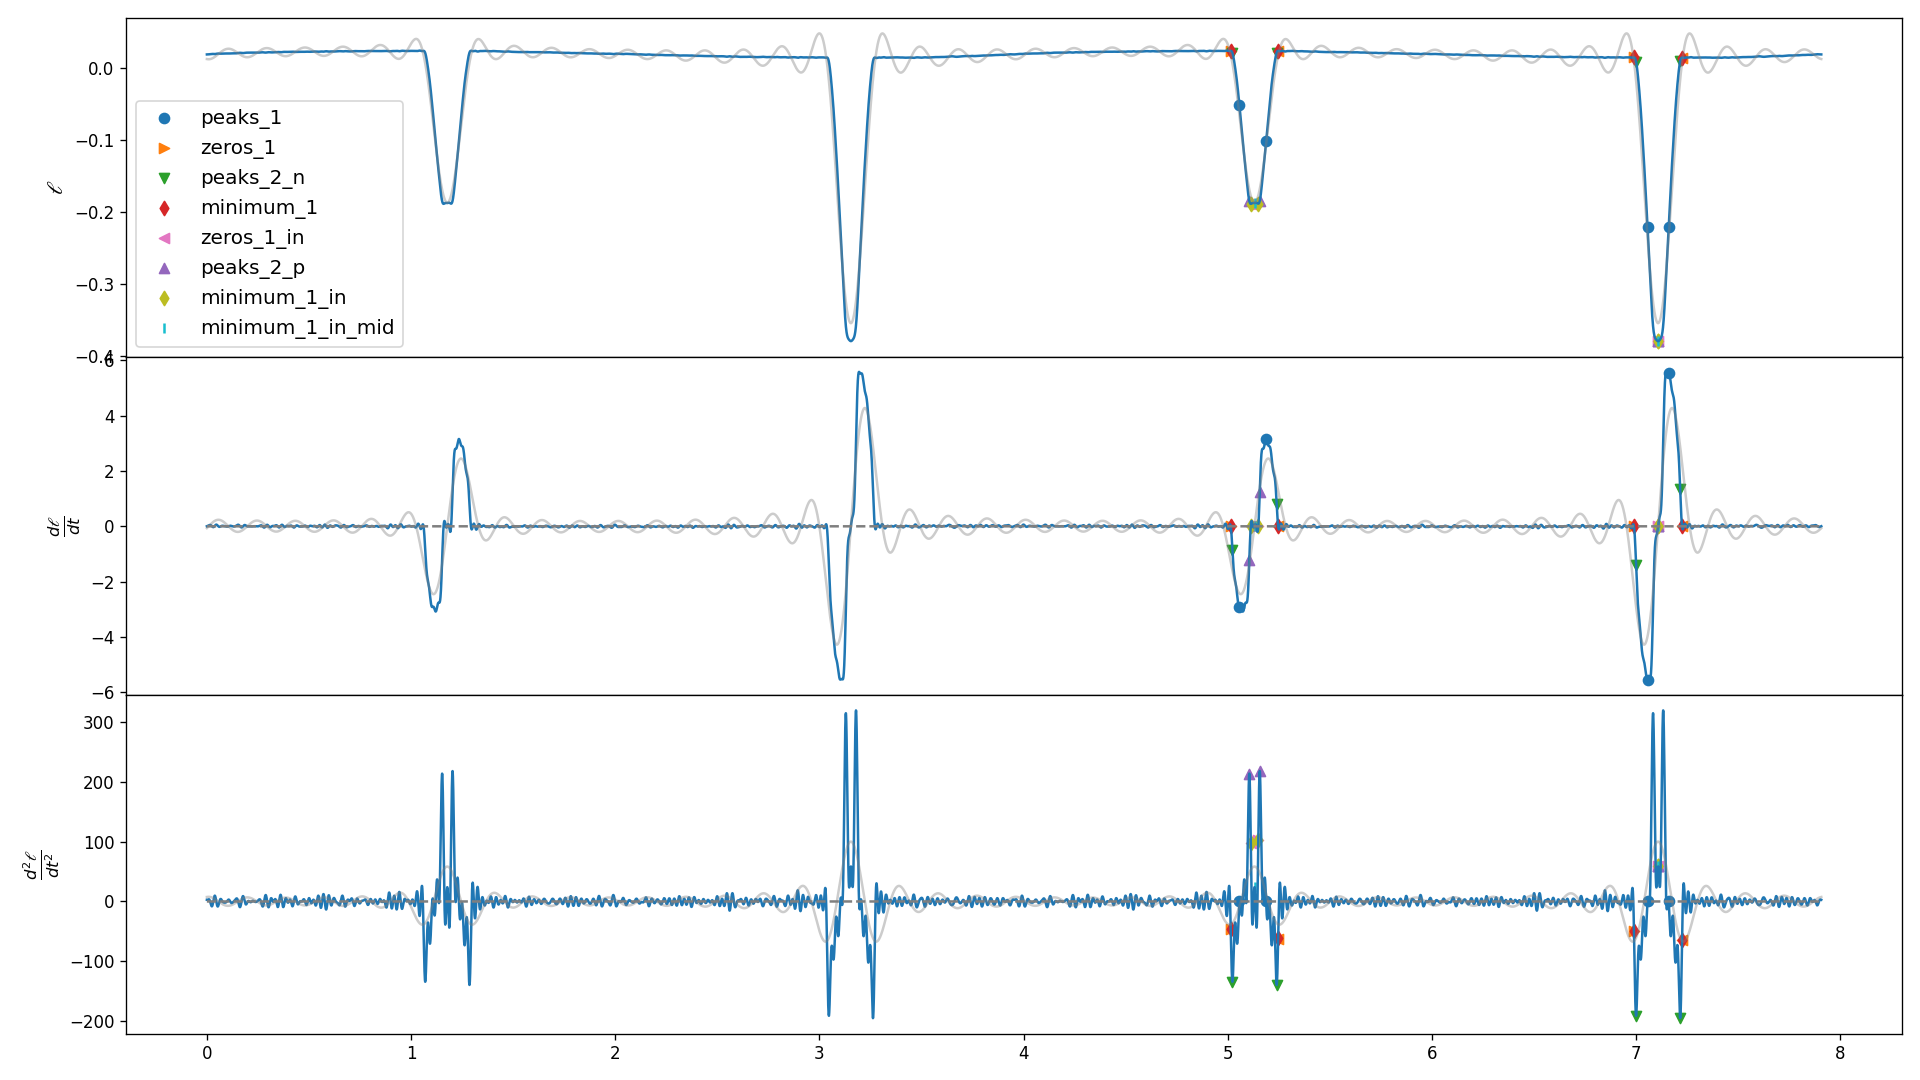 0.0
−0.1
−0.2
−0.3
−0.4
ℓ
peaks_1
zeros_1
peaks_2_n
minimum_1
zeros_1_in
peaks_2_p
minimum_1_in
minimum_1_in_mid
6
4
2
0
−2
−4
−6
dℓ
dt
300
200
100
0
−100
−200
d²ℓ
dt²
0 1 2 3 4 5 6 7 8